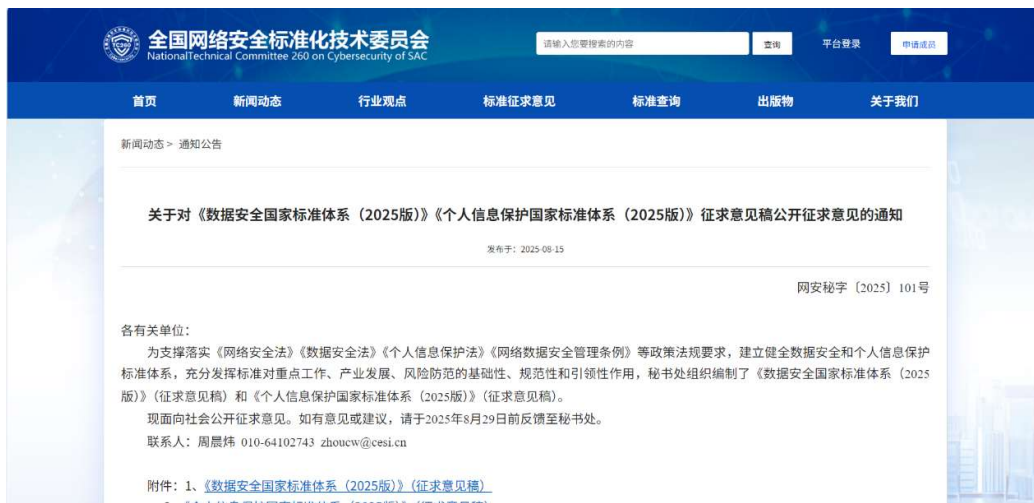 全国网络安全标准化技术委员会
NationalTechnical Committee 260 on Cybersecurity of SAC
TC260
请输入您要搜索的内容
查询
平台登录
申请成员
首页 新闻动态 行业观点 标准征求意见 标准查询 出版物 关于我们
新闻动态 > 通知公告
关于对《数据安全国家标准体系（2025版）》《个人信息保护国家标准体系（2025版）》征求意见稿公开征求意见的通知
发布于：2025-08-15
网安秘字〔2025〕101号
各有关单位：
为支撑落实《网络安全法》《数据安全法》《个人信息保护法》《网络数据安全管理条例》等政策法规要求，建立健全数据安全和个人信息保护
标准体系，充分发挥标准对重点工作、产业发展、风险防范的基础性、规范性和引领性作用，秘书处组织编制了《数据安全国家标准体系（2025
版）》（征求意见稿）和《个人信息保护国家标准体系（2025版）》（征求意见稿）。
现面向社会公开征求意见。如有意见或建议，请于2025年8月29日前反馈至秘书处。
联系人：周晨炜 010-64102743 zhoucw@cesi.cn
附件：1、《数据安全国家标准体系（2025版）》（征求意见稿）